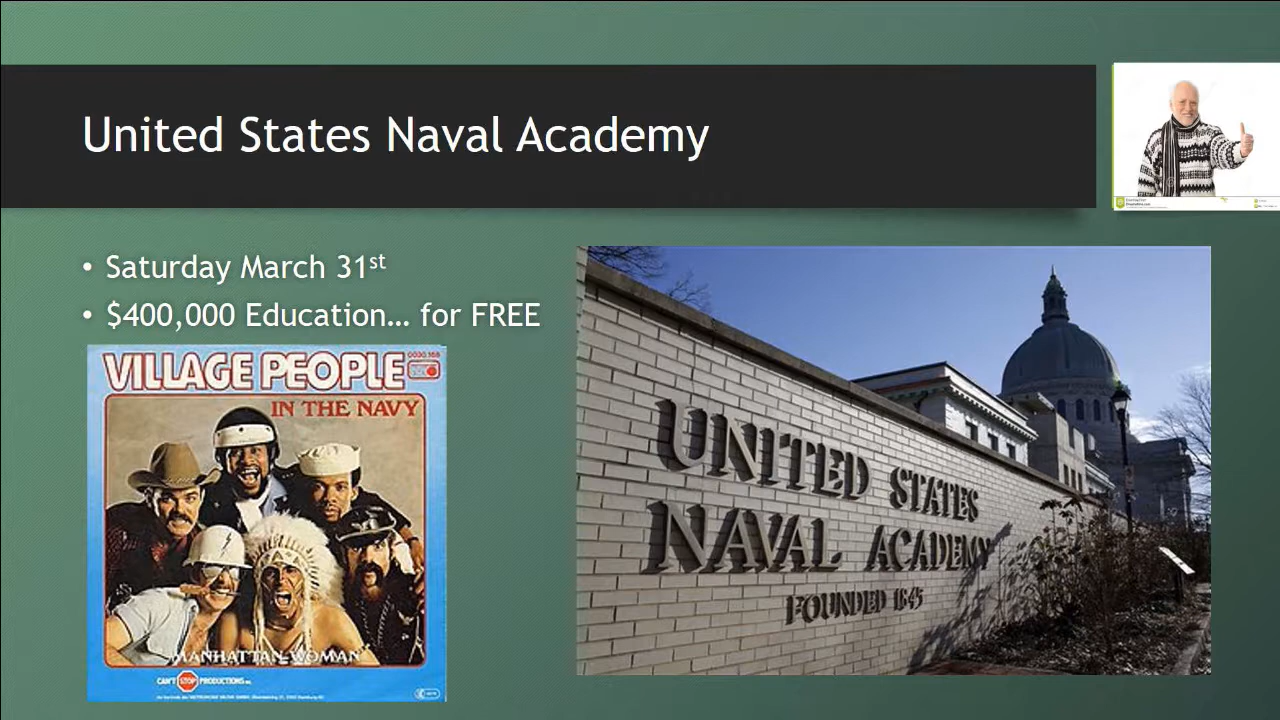 United States Naval Academy
• Saturday March 31st
• $400,000 Education... for FREE
VILLAGE PEOPLE
IN THE NAVY
MANHATTAN WOMAN
CAN'T STOP PRODUCTIONS
UNITED STATES
NAVAL ACADEMY
FOUNDED 1845